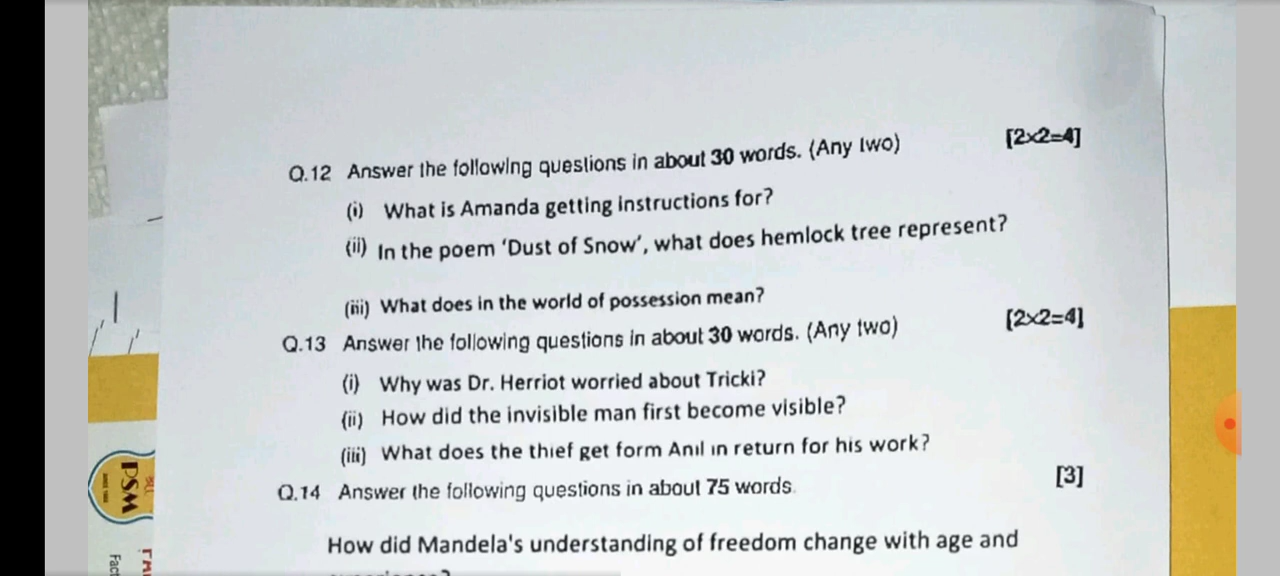 Q.12 Answer the following questions in about 30 words. (Any two) [2×2=4]
(i) What is Amanda getting instructions for?
(ii) In the poem ‘Dust of Snow’, what does hemlock tree represent?
(iii) What does in the world of possession mean?
Q.13 Answer the following questions in about 30 words. (Any two) [2×2=4]
(i) Why was Dr. Herriot worried about Tricki?
(ii) How did the invisible man first become visible?
(iii) What does the thief get form Anil in return for his work?
Q.14 Answer the following questions in about 75 words. [3]
How did Mandela's understanding of freedom change with age and
PSM
Fact